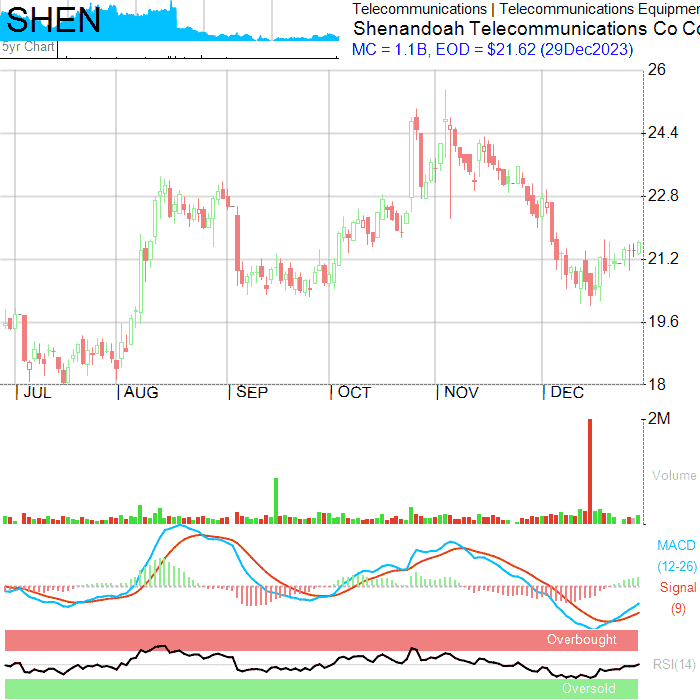 SHEN
5yr Chart
Telecommunications | Telecommunications Equipmen
Shenandoah Telecommunications Co Co
MC = 1.1B, EOD = $21.62 (29Dec2023)
26
24.4
22.8
21.2
19.6
18
JUL
AUG
SEP
OCT
NOV
DEC
2M
Volume
MACD
(12-26)
Signal
(9)
Overbought
RSI(14)
Oversold